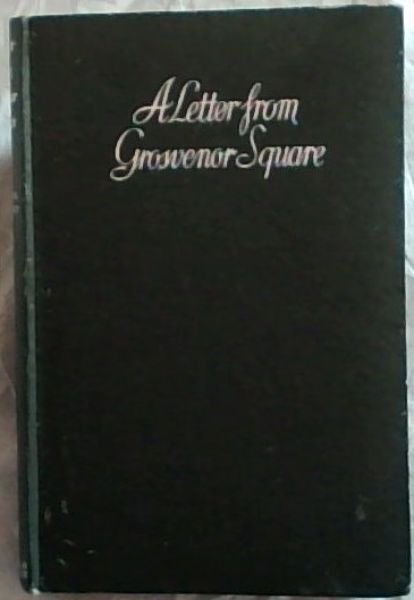 A Letter from
Grosvenor Square